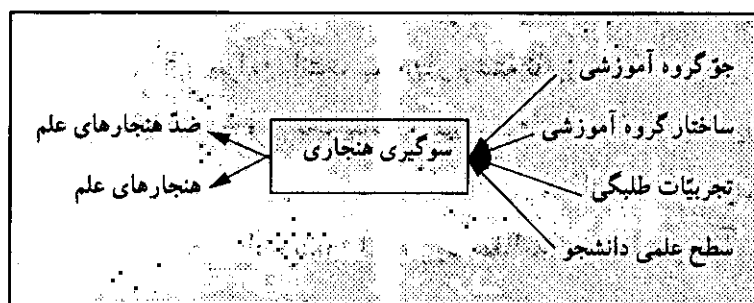 جوّ گروه آموزشی
ساختار گروه آموزشی
تجربیّات طلبگی
سطح علمی دانشجو
سوگیری هنجاری
ضدّ هنجارهای علم
هنجارهای علم